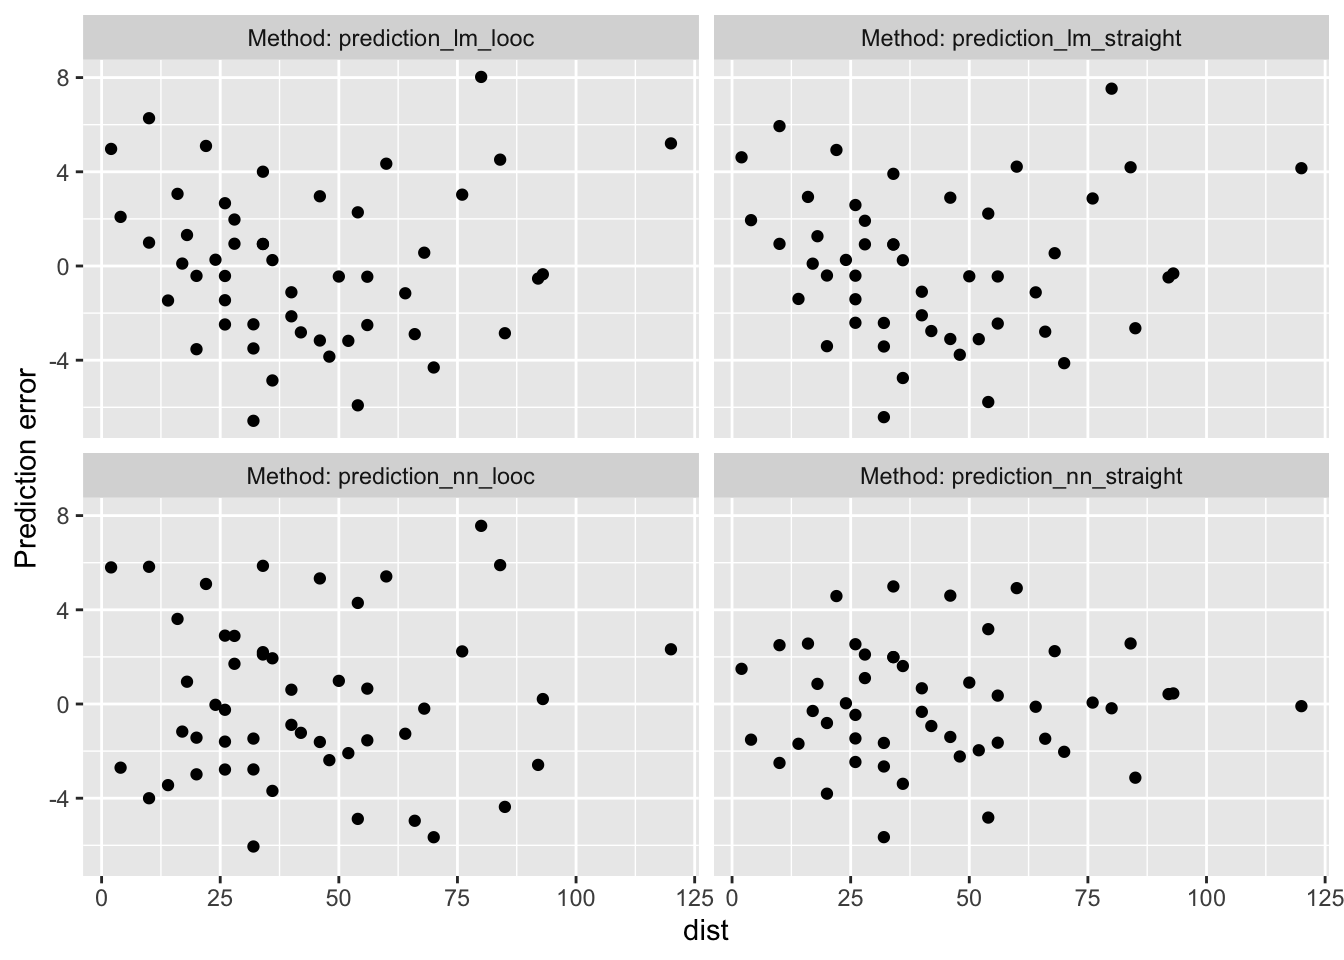 Method: prediction_lm_looc
Method: prediction_lm_straight
8
4
0
-4
Prediction error
Method: prediction_nn_looc
Method: prediction_nn_straight
8
4
0
-4
0 25 50 75 100 125 0 25 50 75 100 125
dist